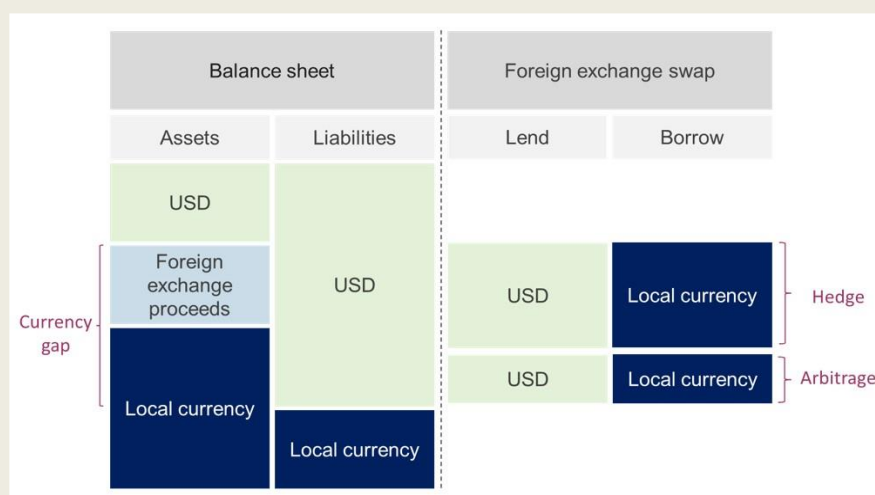 Balance sheet
Foreign exchange swap
Assets
Liabilities
Lend
Borrow
USD
Foreign
exchange
proceeds
Local currency
USD
Local currency
USD
Local currency
USD
Local currency
Currency
gap
Hedge
Arbitrage